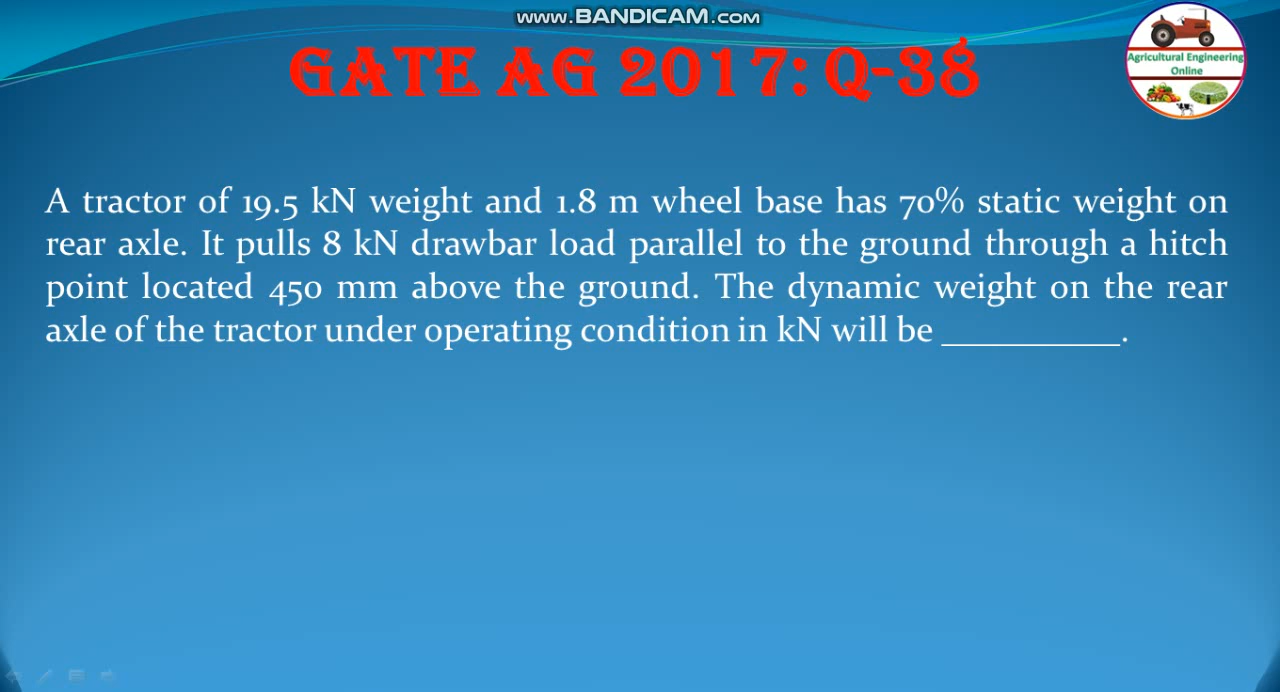 www.BANDICAM.com
GATE AG 2017: Q-38
Agricultural Engineering
Online
A tractor of 19.5 kN weight and 1.8 m wheel base has 70% static weight on
rear axle. It pulls 8 kN drawbar load parallel to the ground through a hitch
point located 450 mm above the ground. The dynamic weight on the rear
axle of the tractor under operating condition in kN will be __________.